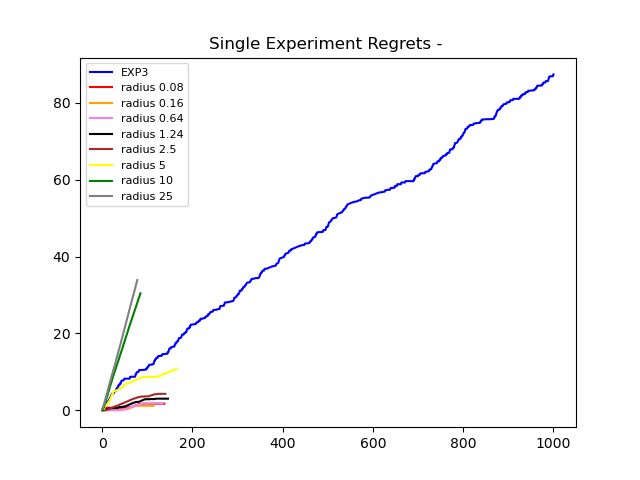 Single Experiment Regrets -
EXP3
radius 0.08
radius 0.16
radius 0.64
radius 1.24
radius 2.5
radius 5
radius 10
radius 25
80
60
40
20
0
0 200 400 600 800 1000